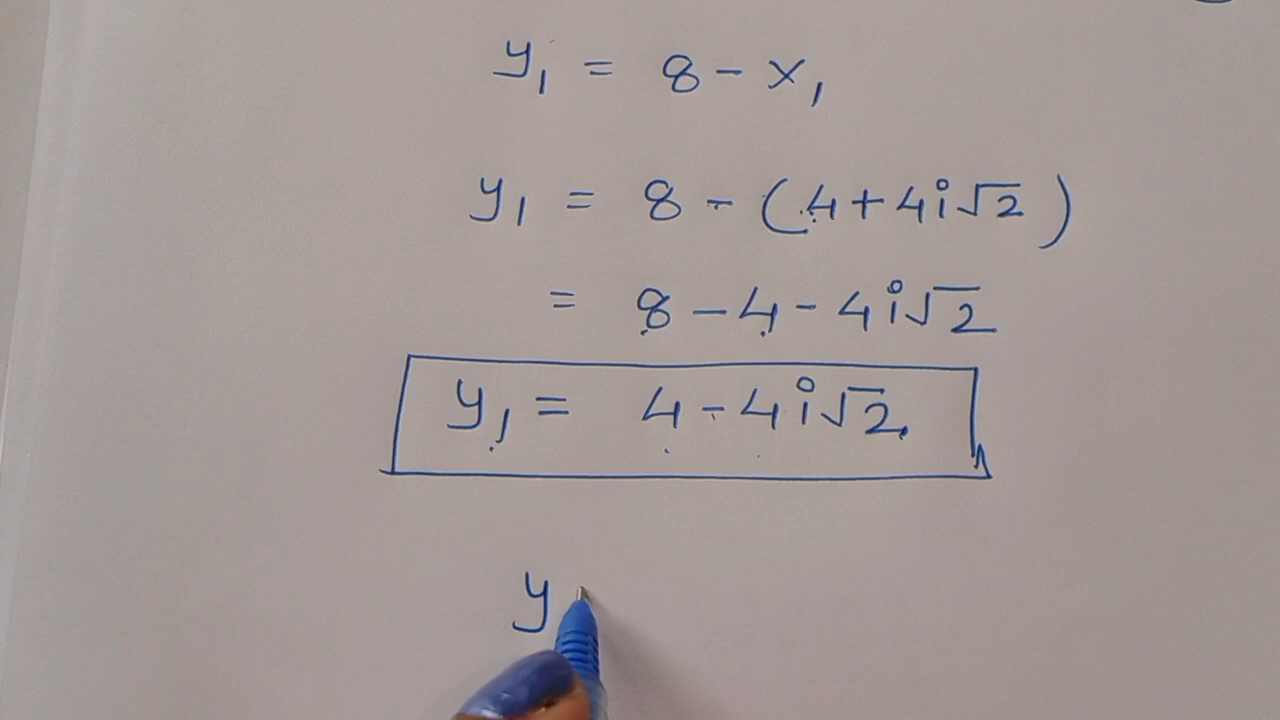 y₁ = 8 - x₁
y₁ = 8 - (4 + 4i√2)
= 8 - 4 - 4i√2
y₁ = 4 - 4i√2
y